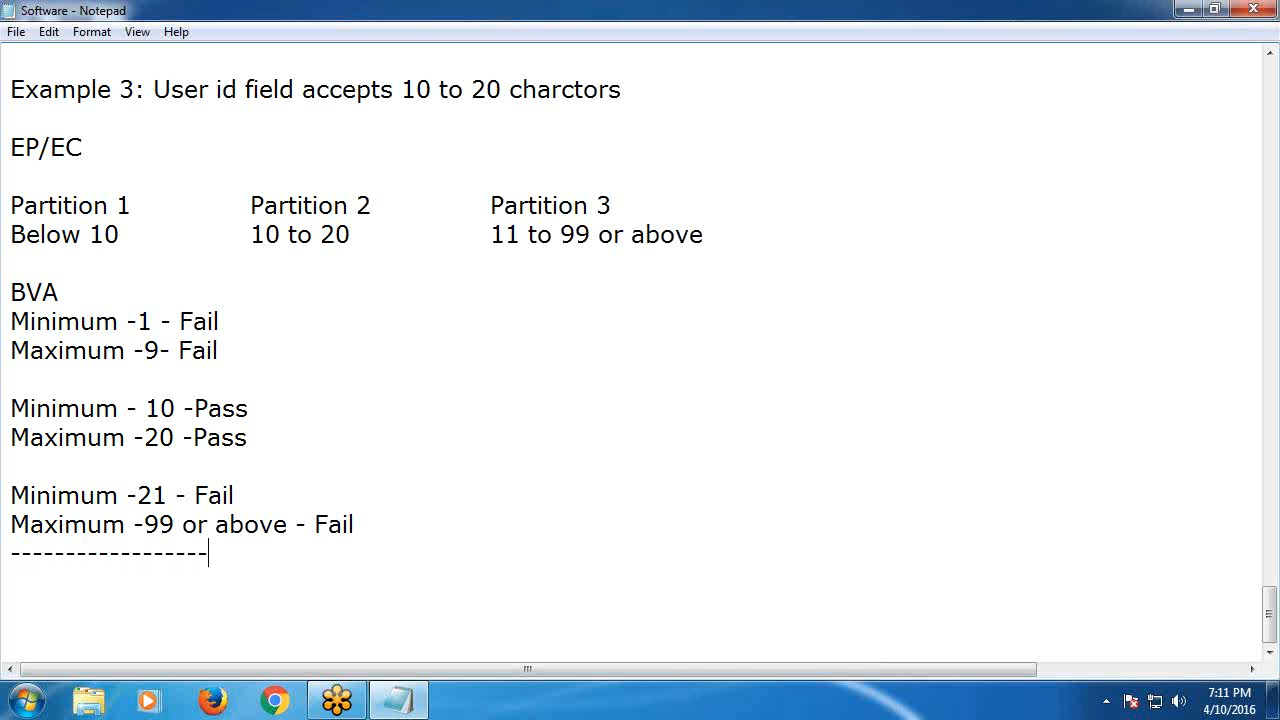 Software - Notepad
File Edit Format View Help
Example 3: User id field accepts 10 to 20 charctors
EP/EC
Partition 1 Partition 2 Partition 3
Below 10 10 to 20 11 to 99 or above
BVA
Minimum -1 - Fail
Maximum -9- Fail
Minimum - 10 -Pass
Maximum -20 -Pass
Minimum -21 - Fail
Maximum -99 or above - Fail
------------------
7:11 PM
4/10/2016